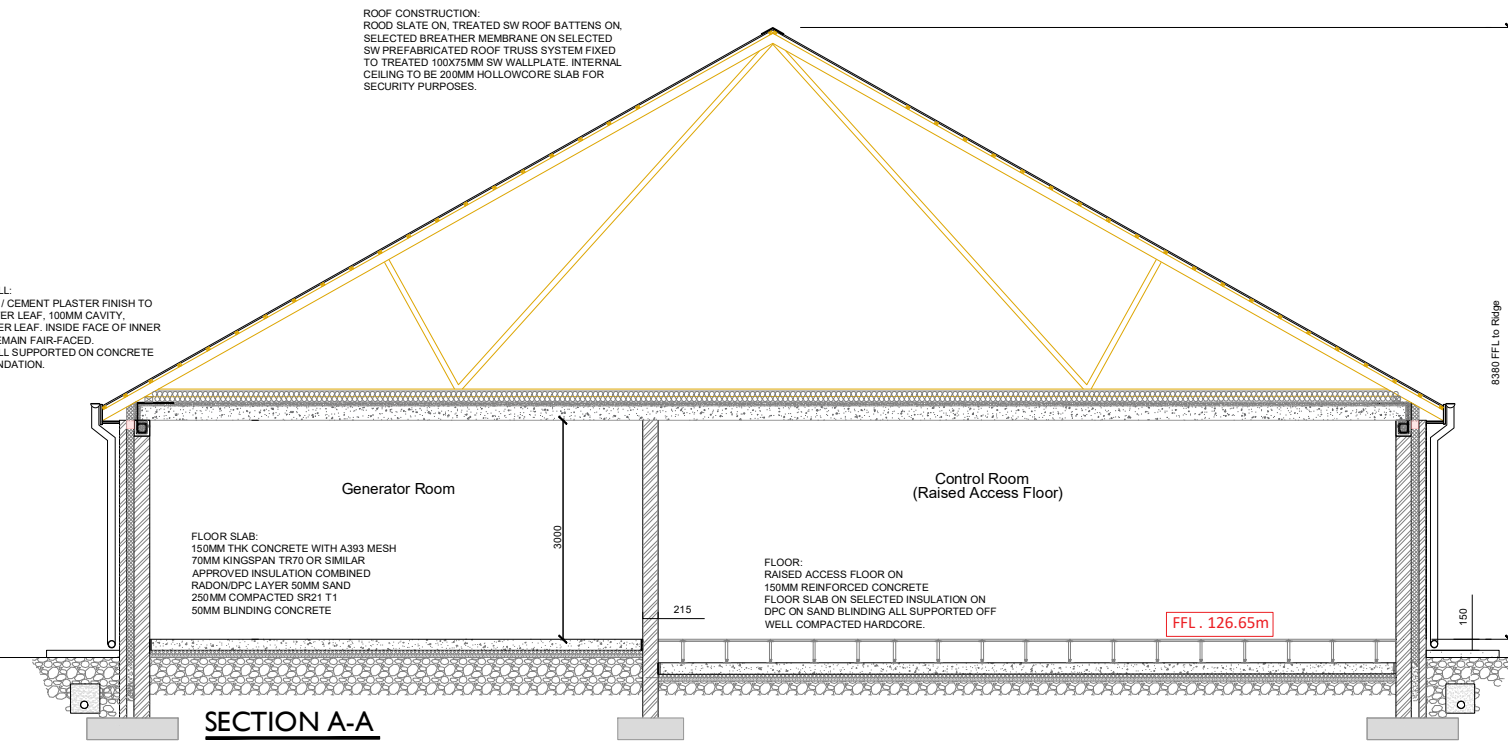 ROOF CONSTRUCTION:
ROOD SLATE ON, TREATED SW ROOF BATTENS ON,
SELECTED BREATHER MEMBRANE ON SELECTED
SW PREFABRICATED ROOF TRUSS SYSTEM FIXED
TO TREATED 100X75MM SW WALLPLATE. INTERNAL
CEILING TO BE 200MM HOLLOWCORE SLAB FOR
SECURITY PURPOSES.
LL:
/ CEMENT PLASTER FINISH TO
ER LEAF, 100MM CAVITY,
ER LEAF. INSIDE FACE OF INNER
EMAIN FAIR-FACED.
LL SUPPORTED ON CONCRETE
NDATION.
8380 FFL to Ridge
Generator Room
Control Room
(Raised Access Floor)
3000
FLOOR SLAB:
150MM THK CONCRETE WITH A393 MESH
70MM KINGSPAN TR70 OR SIMILAR
APPROVED INSULATION COMBINED
RADON/DPC LAYER 50MM SAND
250MM COMPACTED SR21 T1
50MM BLINDING CONCRETE
215
FLOOR:
RAISED ACCESS FLOOR ON
150MM REINFORCED CONCRETE
FLOOR SLAB ON SELECTED INSULATION ON
DPC ON SAND BLINDING ALL SUPPORTED OFF
WELL COMPACTED HARDCORE.
FFL . 126.65m
150
SECTION A-A